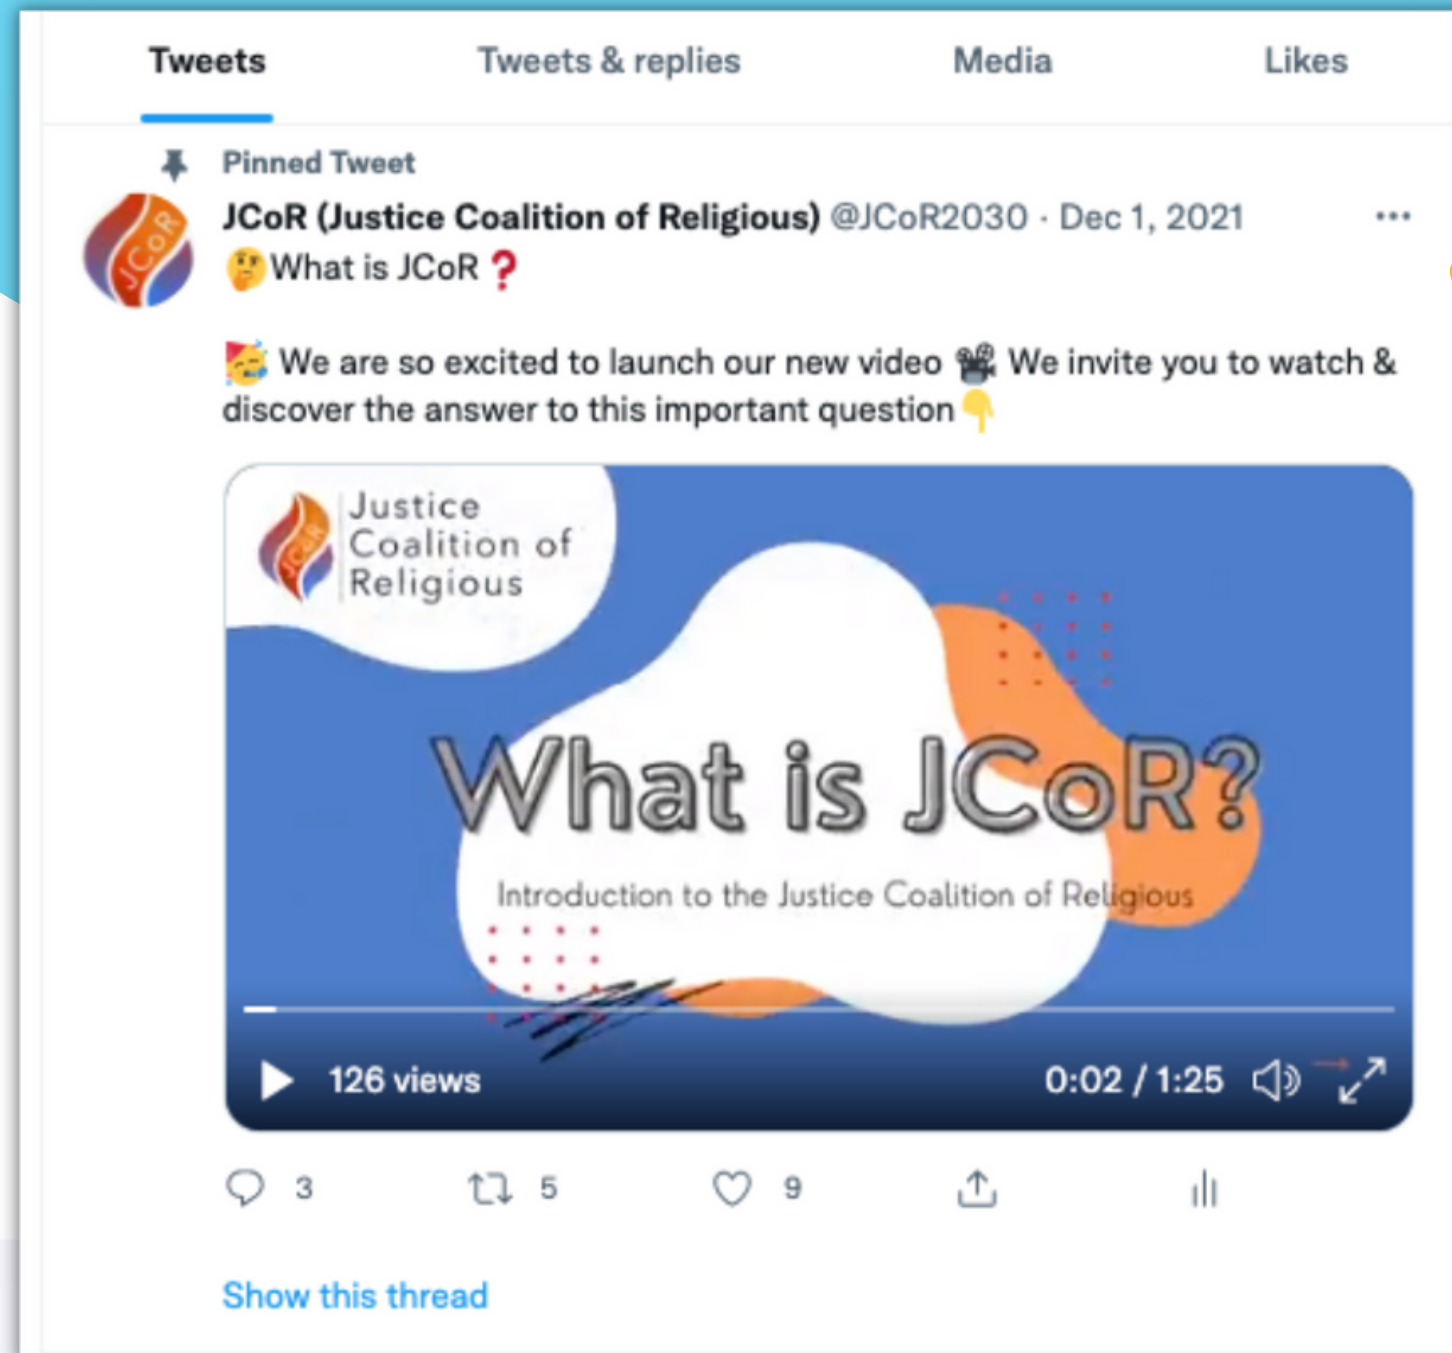 Tweets Tweets & replies Media Likes
Pinned Tweet
JCoR (Justice Coalition of Religious) @JCoR2030 · Dec 1, 2021
🤔What is JCoR❓
🥳 We are so excited to launch our new video 🎥 We invite you to watch &
discover the answer to this important question👇
JCoR
JCoR
Justice
Coalition of
Religious
What is JCoR?
Introduction to the Justice Coalition of Religious
126 views 0:02 / 1:25
3 5 9
Show this thread